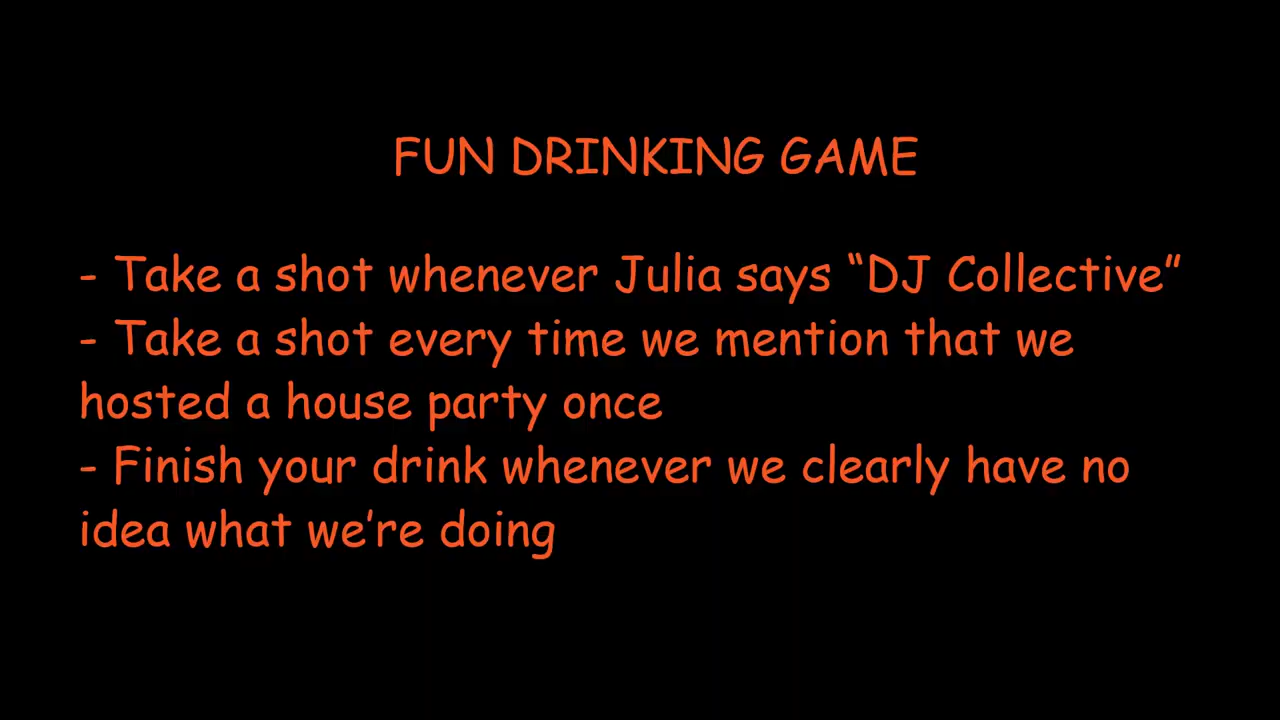 FUN DRINKING GAME
- Take a shot whenever Julia says “DJ Collective”
- Take a shot every time we mention that we
hosted a house party once
- Finish your drink whenever we clearly have no
idea what we’re doing